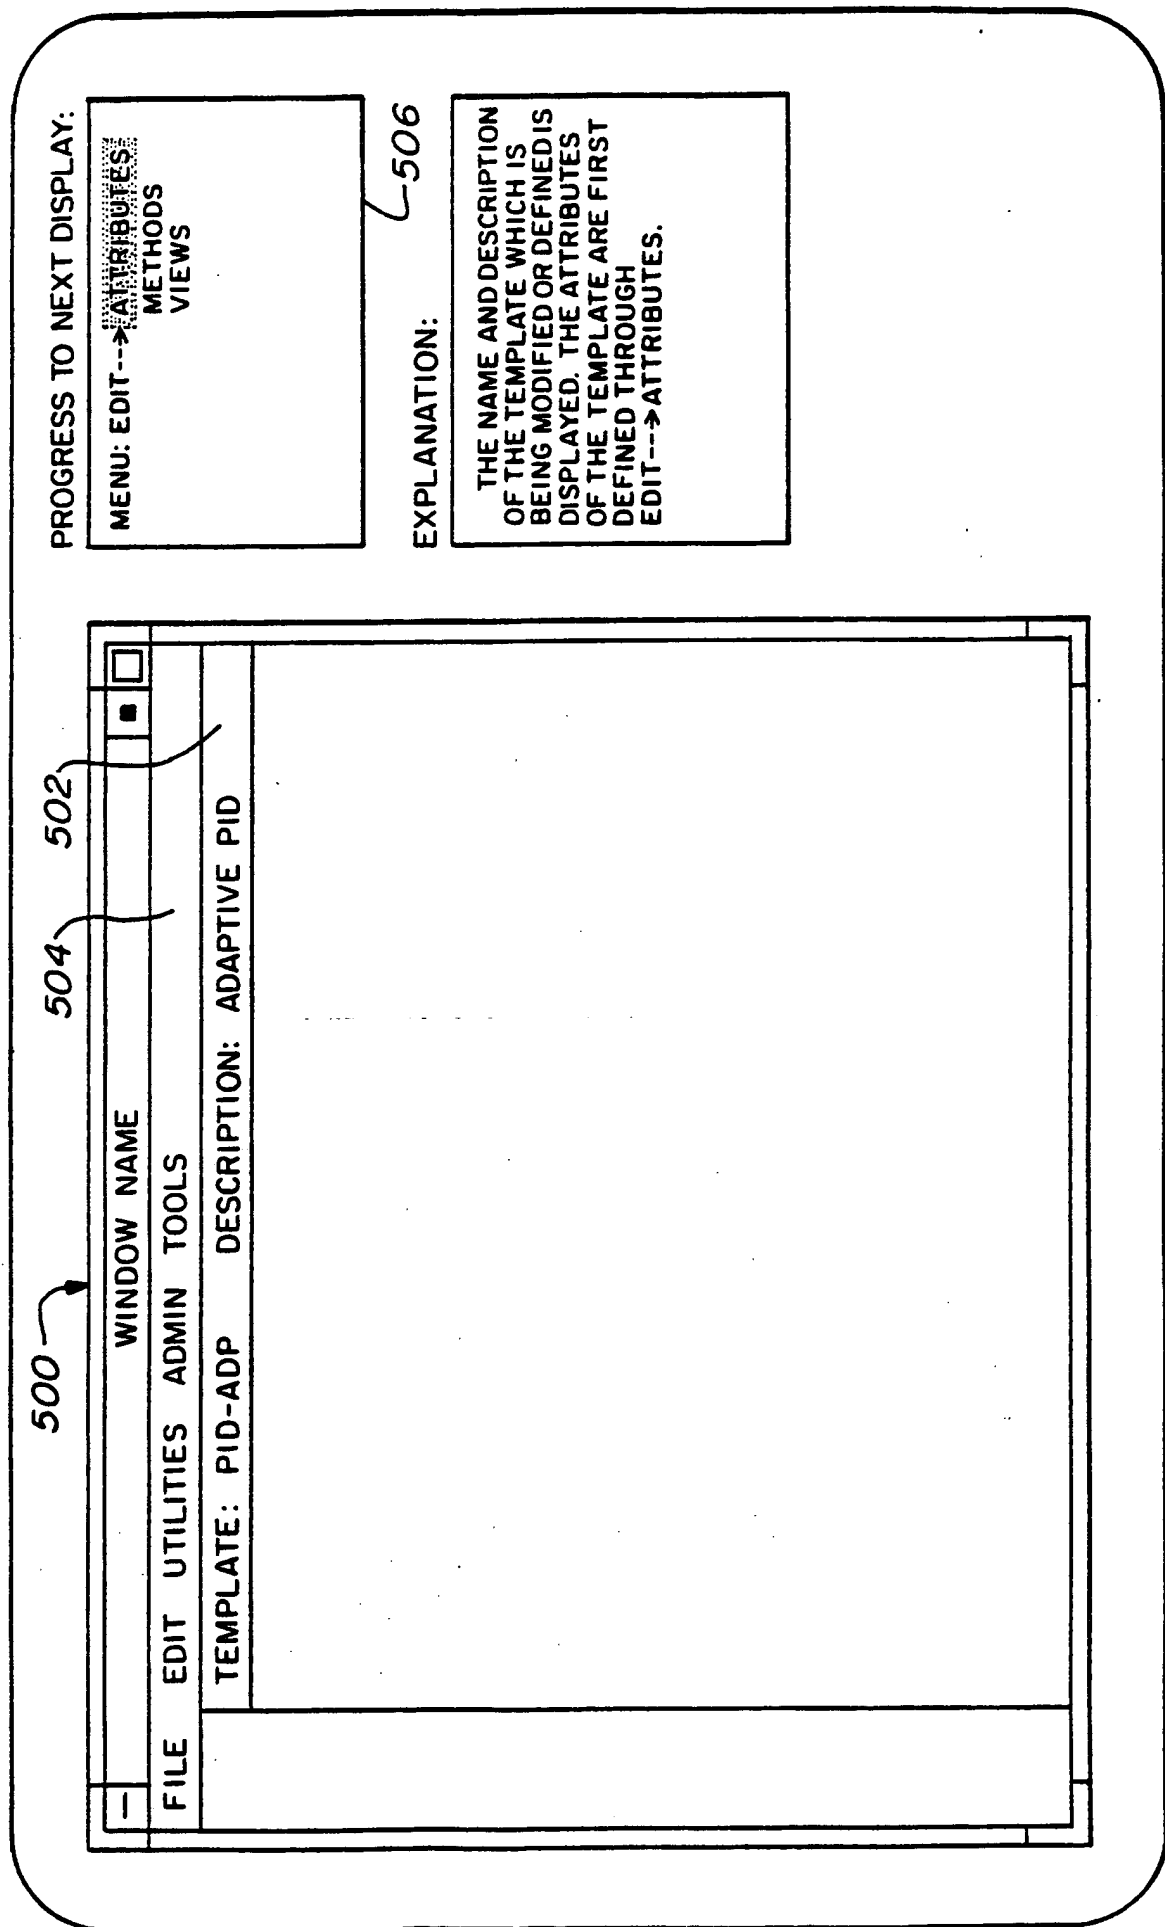 500
504
502
WINDOW NAME
FILE EDIT UTILITIES ADMIN TOOLS
TEMPLATE: PID-ADP DESCRIPTION: ADAPTIVE PID
PROGRESS TO NEXT DISPLAY:
MENU: EDIT--->ATTRIBUTES
METHODS
VIEWS
506
EXPLANATION:
THE NAME AND DESCRIPTION
OF THE TEMPLATE WHICH IS
BEING MODIFIED OR DEFINED IS
DISPLAYED. THE ATTRIBUTES
OF THE TEMPLATE ARE FIRST
DEFINED THROUGH
EDIT--->ATTRIBUTES.